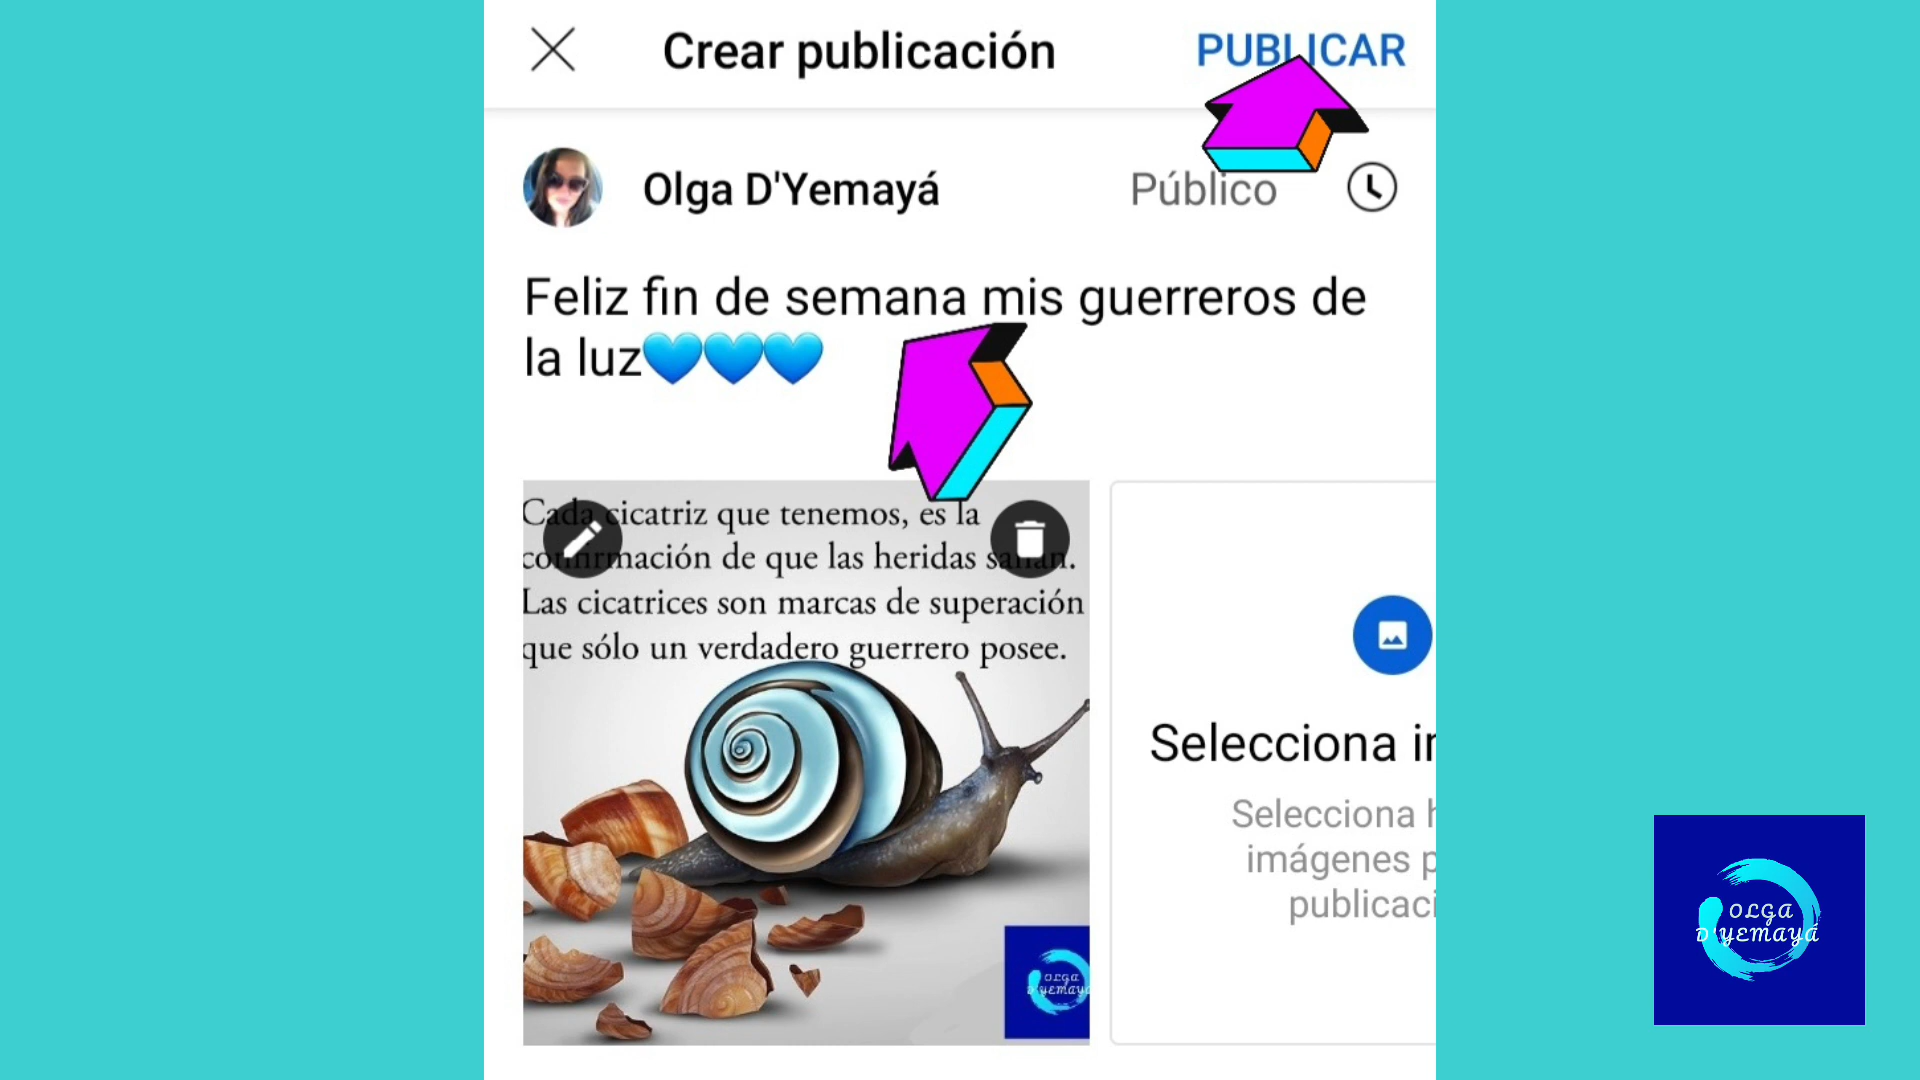 Crear publicación
PUBLICAR
Olga D'Yemayá
Público
Feliz fin de semana mis guerreros de
la luz💙💙💙
Cada cicatriz que tenemos, es la
confirmación de que las heridas sanan.
Las cicatrices son marcas de superación
que sólo un verdadero guerrero posee.
Selecciona
Selecciona
imágenes
OLGA
D'YEMAYÁ
OLGA
D'YEMAYÁ